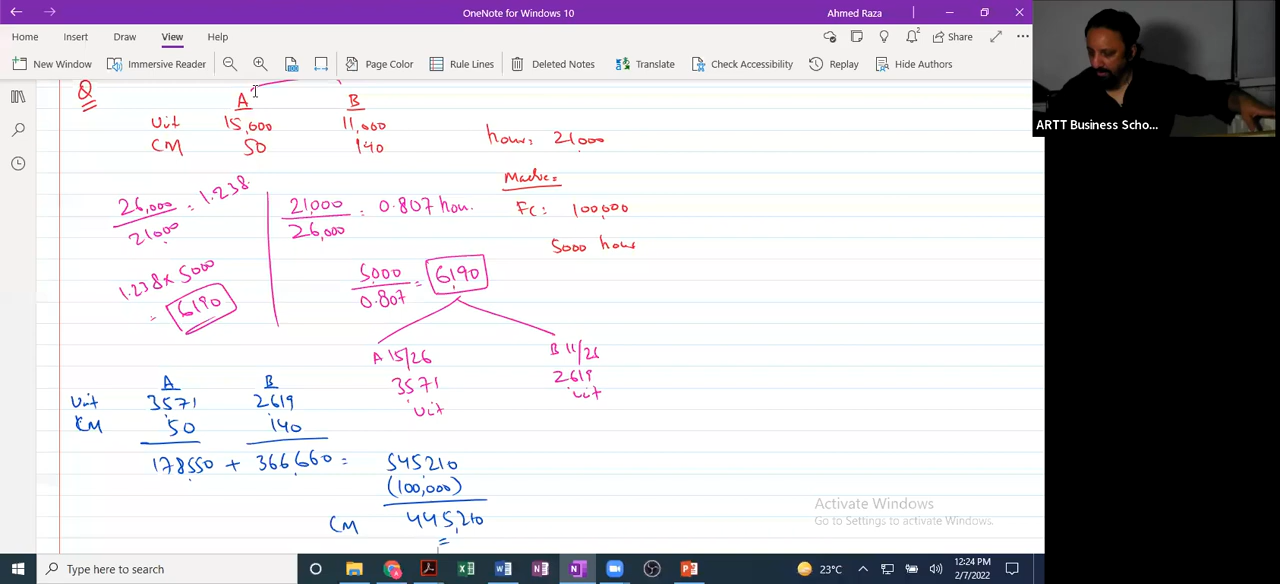 OneNote for Windows 10
Ahmed Raza
Home Insert Draw View Help
Share
New Window Immersive Reader Page Color Rule Lines Deleted Notes Translate Check Accessibility Replay Hide Authors
ARTT Business Scho...
Q
A B
Uit 15,000 11,000
CM 50 140
hours: 21,000
FC: 100,000
5000 hour
26,000 / 21000 = 1.238.
1.238 x 5000
= 6190
21,000 / 26,000 = 0.807 hou.
5000 / 0.807 = 6190
A 15/26
3571
Uit
B 11/26
2619
Uit
A B
Uit 3571 2619
CM 50 140
178550 + 366660 = 545210
(100,000)
CM 445,210
=
Activate Windows
Go to Settings to activate Windows.
Type here to search
23°C
12:24 PM
2/7/2022